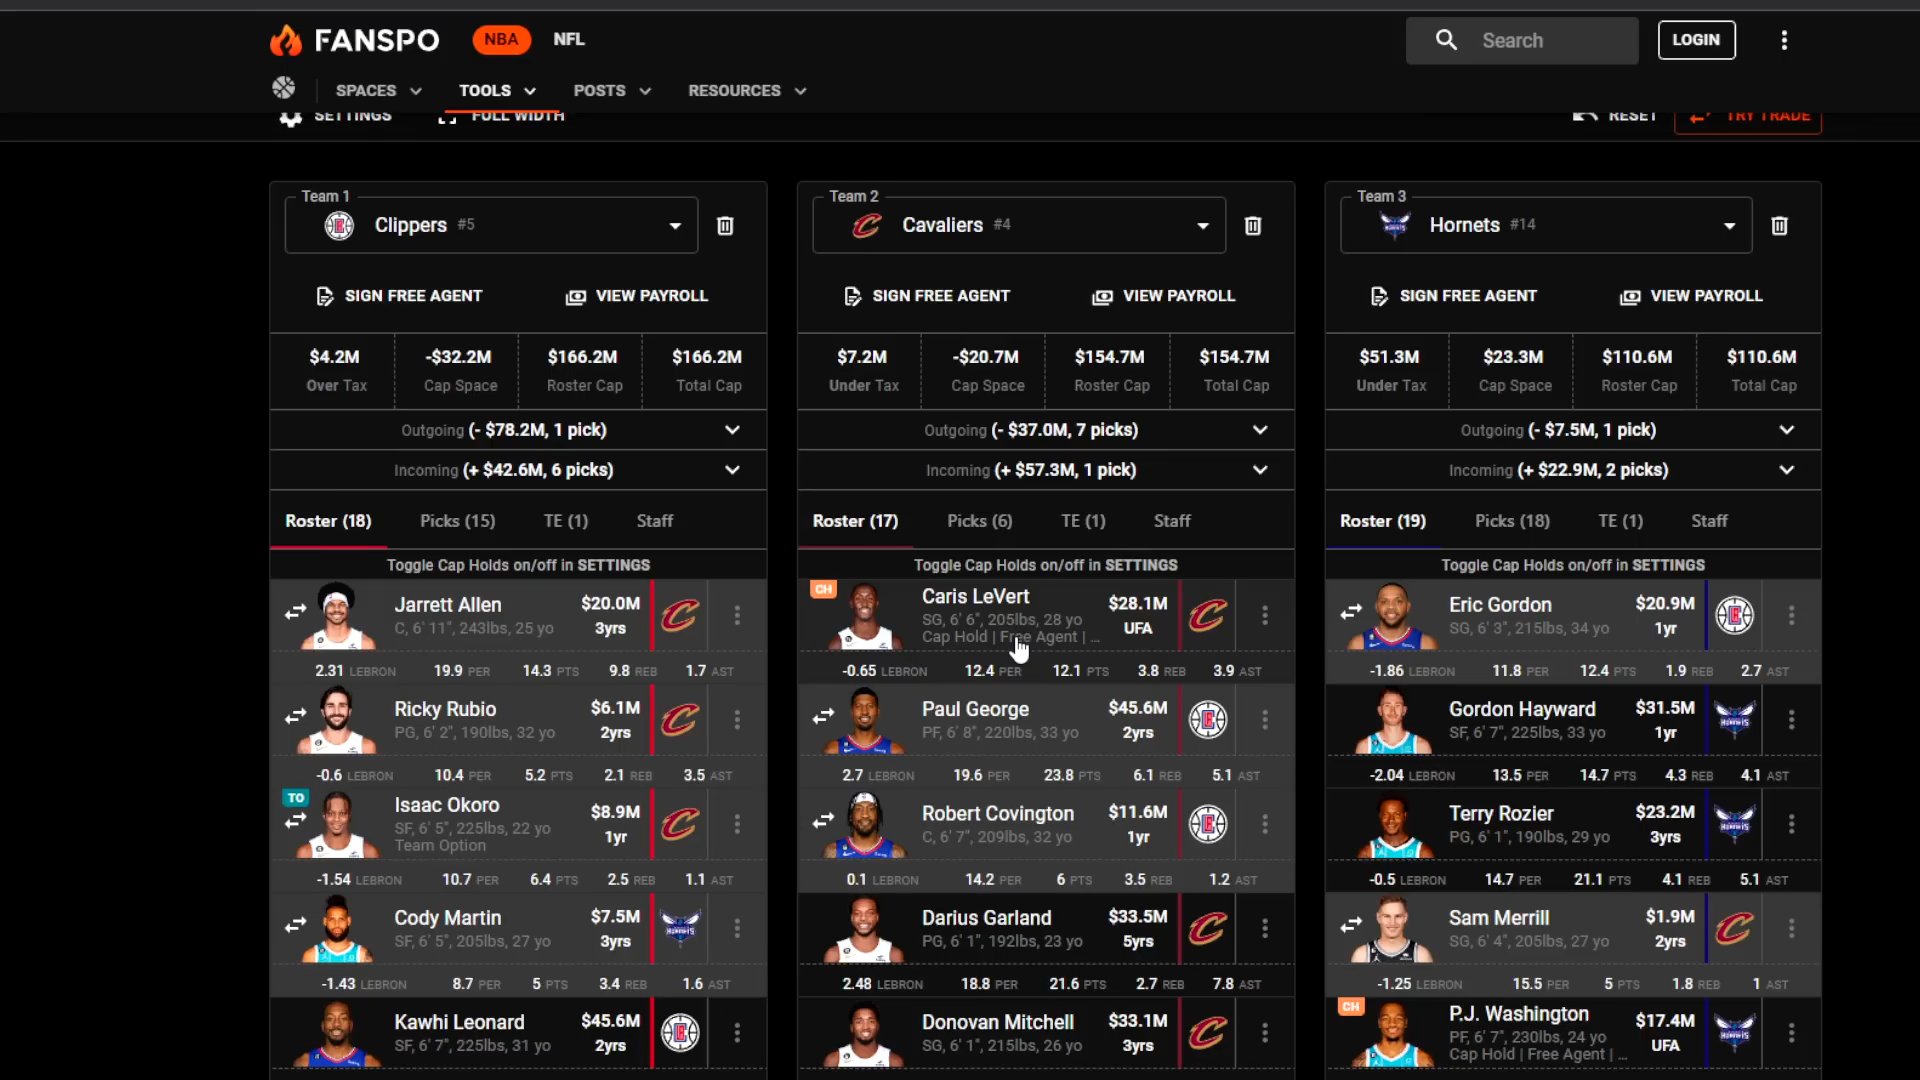 FANSPO NBA NFL Search LOGIN
SPACES TOOLS POSTS RESOURCES
SETTINGS FULL WIDTH RESET TRY TRADE
Team 1
Clippers #5
SIGN FREE AGENT VIEW PAYROLL
$4.2M -$32.2M $166.2M $166.2M
Over Tax Cap Space Roster Cap Total Cap
Outgoing (- $78.2M, 1 pick)
Incoming (+ $42.6M, 6 picks)
Roster (18) Picks (15) TE (1) Staff
Toggle Cap Holds on/off in SETTINGS
Jarrett Allen $20.0M
C, 6' 11", 243lbs, 25 yo 3yrs
2.31 LEBRON 19.9 PER 14.3 PTS 9.8 REB 1.7 AST
Ricky Rubio $6.1M
PG, 6' 2", 190lbs, 32 yo 2yrs
-0.6 LEBRON 10.4 PER 5.2 PTS 2.1 REB 3.5 AST
TO
Isaac Okoro $8.9M
SF, 6' 5", 225lbs, 22 yo 1yr
Team Option
-1.54 LEBRON 10.7 PER 6.4 PTS 2.5 REB 1.1 AST
Cody Martin $7.5M
SF, 6' 5", 205lbs, 27 yo 3yrs
-1.43 LEBRON 8.7 PER 5 PTS 3.4 REB 1.6 AST
Kawhi Leonard $45.6M
SF, 6' 7", 225lbs, 31 yo 2yrs
Team 2
Cavaliers #4
SIGN FREE AGENT VIEW PAYROLL
$7.2M -$20.7M $154.7M $154.7M
Under Tax Cap Space Roster Cap Total Cap
Outgoing (- $37.0M, 7 picks)
Incoming (+ $57.3M, 1 pick)
Roster (17) Picks (6) TE (1) Staff
Toggle Cap Holds on/off in SETTINGS
CH
Caris LeVert $28.1M
SG, 6' 6", 205lbs, 28 yo UFA
Cap Hold | Free Agent | ...
-0.65 LEBRON 12.4 PER 12.1 PTS 3.8 REB 3.9 AST
Paul George $45.6M
PF, 6' 8", 220lbs, 33 yo 2yrs
2.7 LEBRON 19.6 PER 23.8 PTS 6.1 REB 5.1 AST
Robert Covington $11.6M
C, 6' 7", 209lbs, 32 yo 1yr
0.1 LEBRON 14.2 PER 6 PTS 3.5 REB 1.2 AST
Darius Garland $33.5M
PG, 6' 1", 192lbs, 23 yo 5yrs
2.48 LEBRON 18.8 PER 21.6 PTS 2.7 REB 7.8 AST
Donovan Mitchell $33.1M
SG, 6' 1", 215lbs, 26 yo 3yrs
Team 3
Hornets #14
SIGN FREE AGENT VIEW PAYROLL
$51.3M $23.3M $110.6M $110.6M
Under Tax Cap Space Roster Cap Total Cap
Outgoing (- $7.5M, 1 pick)
Incoming (+ $22.9M, 2 picks)
Roster (19) Picks (18) TE (1) Staff
Toggle Cap Holds on/off in SETTINGS
Eric Gordon $20.9M
SG, 6' 3", 215lbs, 34 yo 1yr
-1.86 LEBRON 11.8 PER 12.4 PTS 1.9 REB 2.7 AST
Gordon Hayward $31.5M
SF, 6' 7", 225lbs, 33 yo 1yr
-2.04 LEBRON 13.5 PER 14.7 PTS 4.3 REB 4.1 AST
Terry Rozier $23.2M
PG, 6' 1", 190lbs, 29 yo 3yrs
-0.5 LEBRON 14.7 PER 21.1 PTS 4.1 REB 5.1 AST
Sam Merrill $1.9M
SG, 6' 4", 205lbs, 27 yo 2yrs
-1.25 LEBRON 15.5 PER 5 PTS 1.8 REB 1 AST
CH
P.J. Washington $17.4M
PF, 6' 7", 230lbs, 24 yo UFA
Cap Hold | Free Agent | ...